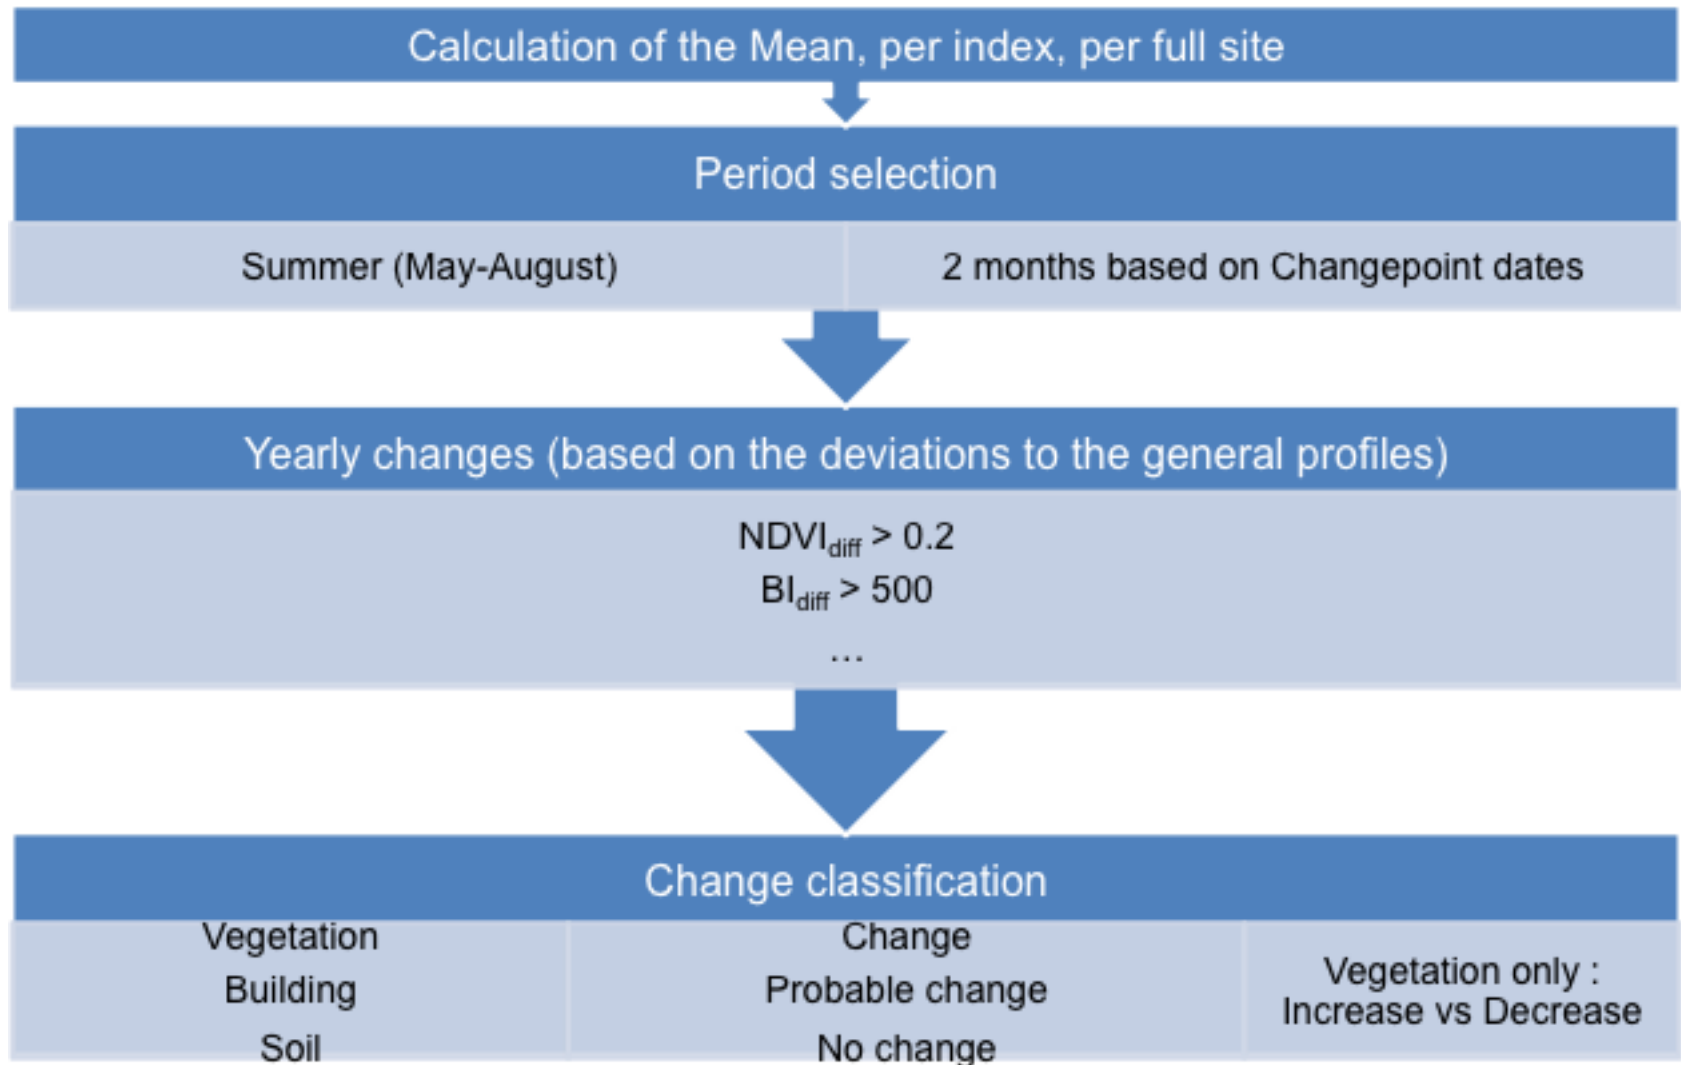 Calculation of the Mean, per index, per full site
Period selection
Summer (May-August)
2 months based on Changepoint dates
Yearly changes (based on the deviations to the general profiles)
NDVIdiff > 0.2
BIdiff > 500
...
Change classification
Vegetation
Building
Soil
Change
Probable change
No change
Vegetation only :
Increase vs Decrease